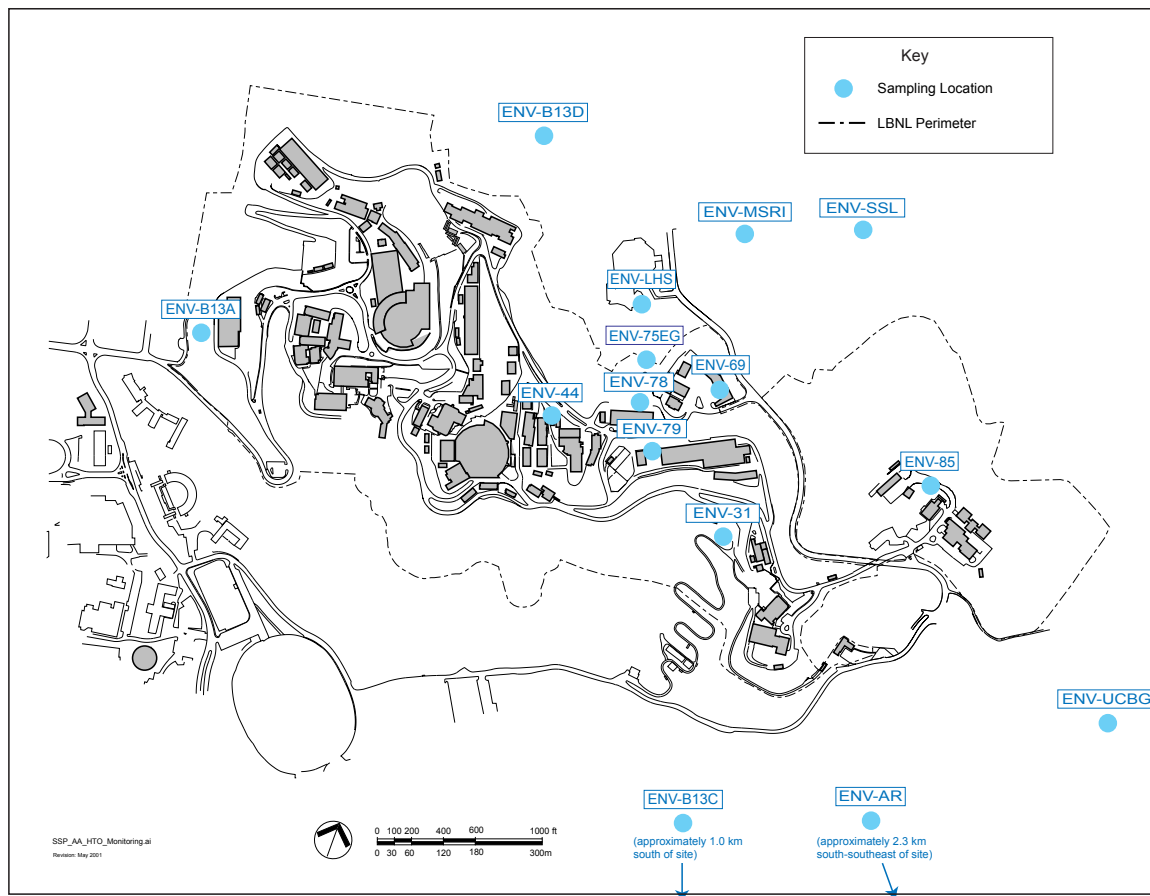 Key
Sampling Location
LBNL Perimeter
ENV-B13D
ENV-MSRI
ENV-SSL
ENV-LHS
ENV-B13A
ENV-75EG
ENV-69
ENV-78
ENV-44
ENV-79
ENV-85
ENV-31
ENV-UCBG
ENV-B13C
(approximately 1.0 km
south of site)
ENV-AR
(approximately 2.3 km
south-southeast of site)
SSP_AA_HTO_Monitoring.ai
Revision: May 2001
0 100 200 400 600 1000 ft
0 30 60 120 180 300m